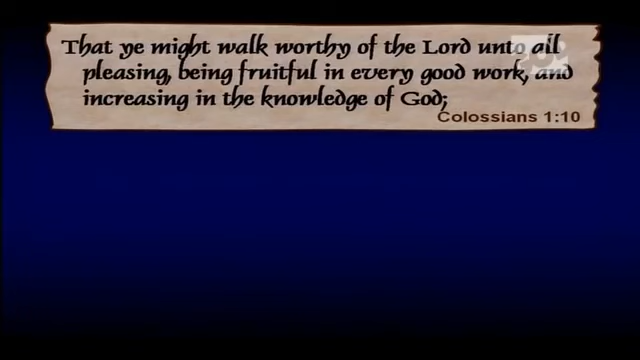 That ye might walk worthy of the Lord unto all
pleasing, being fruitful in every good work, and
increasing in the knowledge of God;
Colossians 1:10